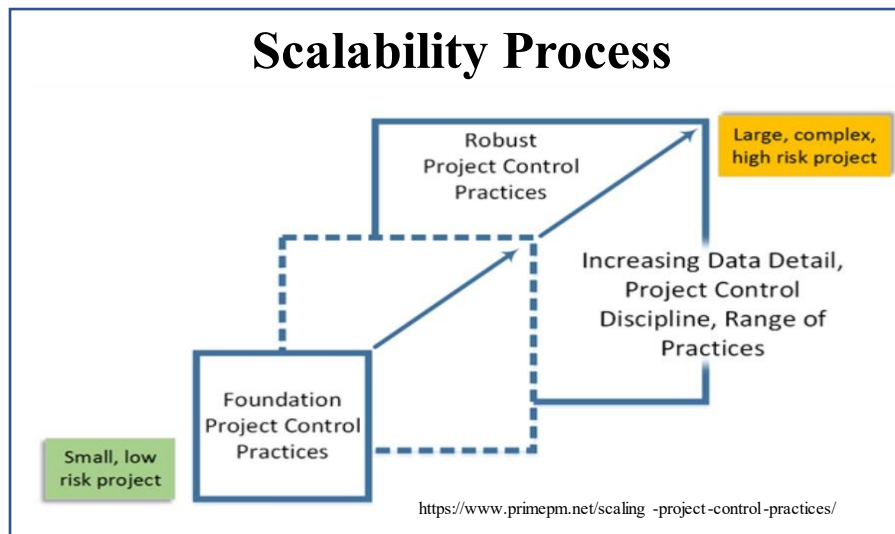 Scalability Process
Robust
Project Control
Practices
Large, complex,
high risk project
Increasing Data Detail,
Project Control
Discipline, Range of
Practices
Foundation
Project Control
Practices
Small, low
risk project
https://www.primepm.net/scaling -project-control-practices/